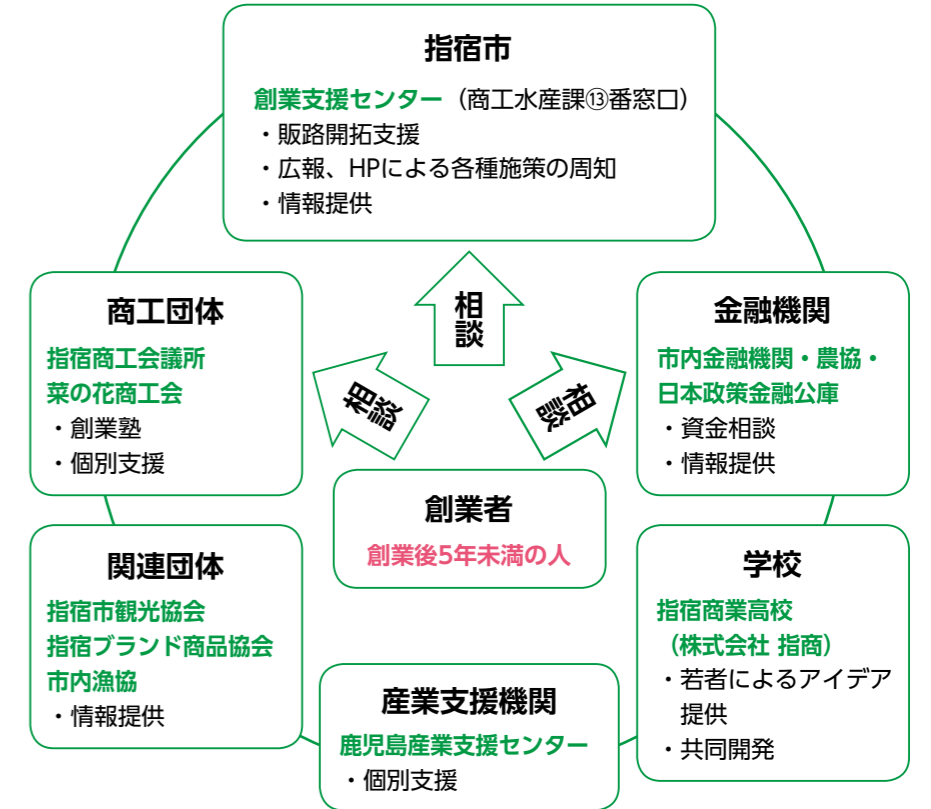 指宿市
創業支援センター（商工水産課⑬番窓口）
・販路開拓支援
・広報、HPによる各種施策の周知
・情報提供
商工団体
指宿商工会議所
菜の花商工会
・創業塾
・個別支援
相談
相談
相談
金融機関
市内金融機関・農協・
日本政策金融公庫
・資金相談
・情報提供
創業者
創業後5年未満の人
関連団体
指宿市観光協会
指宿ブランド商品協会
市内漁協
・情報提供
産業支援機関
鹿児島産業支援センター
・個別支援
学校
指宿商業高校
（株式会社 指商）
・若者によるアイデア
提供
・共同開発